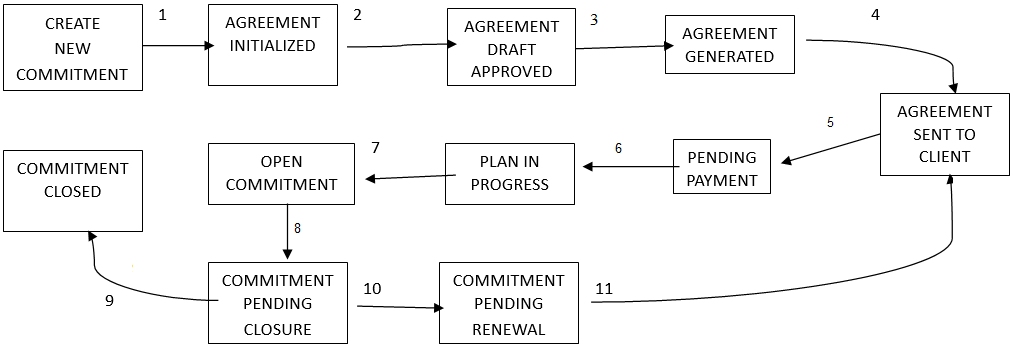 CREATE
NEW
COMMITMENT
1
AGREEMENT
INITIALIZED
2
AGREEMENT
DRAFT
APPROVED
3
AGREEMENT
GENERATED
4
AGREEMENT
SENT TO
CLIENT
5
PENDING
PAYMENT
6
PLAN IN
PROGRESS
7
OPEN
COMMITMENT
8
COMMITMENT
CLOSED
9
COMMITMENT
PENDING
CLOSURE
10
COMMITMENT
PENDING
RENEWAL
11